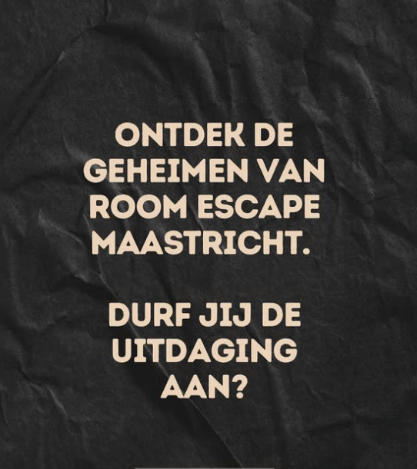 ONTDEK DE
GEHEIMEN VAN
ROOM ESCAPE
MAASTRICHT.
DURF JIJ DE
UITDAGING
AAN?